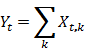 Y_t = \sum_k X_{t,k}